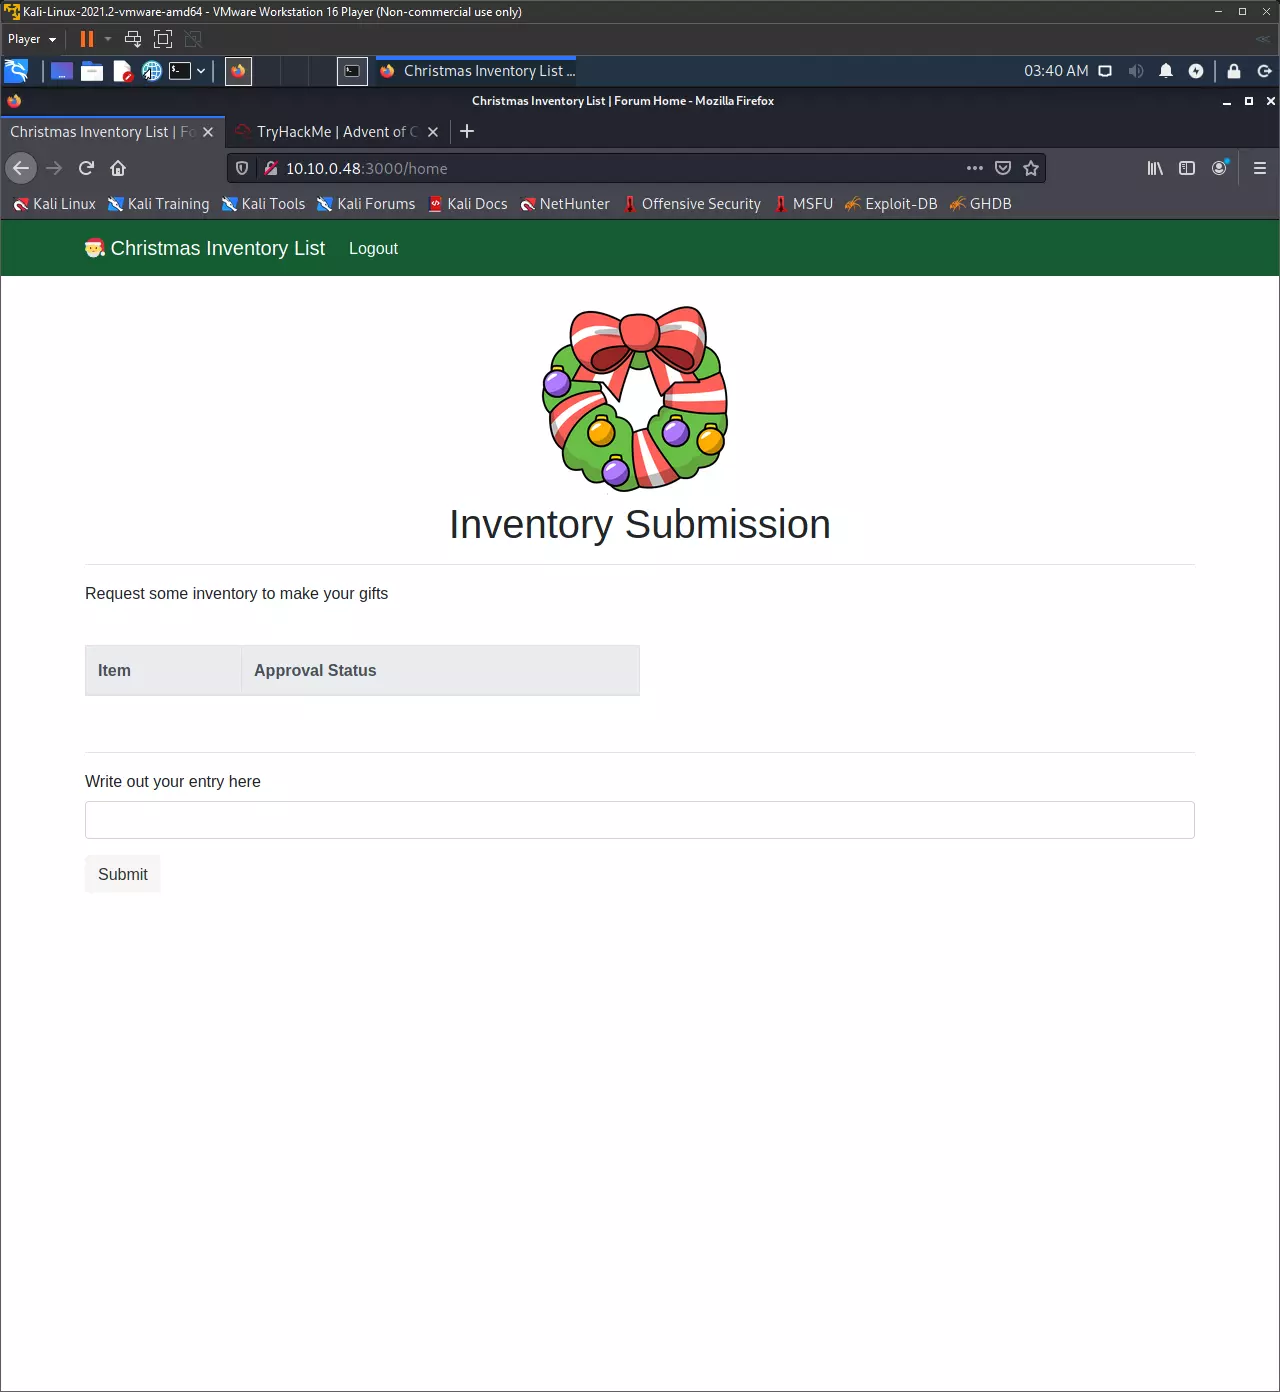 Kali-Linux-2021.2-vmware-amd64 - VMware Workstation 16 Player (Non-commercial use only)
Player
Christmas Inventory List ... 03:40 AM
Christmas Inventory List | Forum Home - Mozilla Firefox
Christmas Inventory List | Fo TryHackMe | Advent of C
10.10.0.48:3000/home
Kali Linux Kali Training Kali Tools Kali Forums Kali Docs NetHunter Offensive Security MSFU Exploit-DB GHDB
Christmas Inventory List Logout
Inventory Submission
Request some inventory to make your gifts
Item Approval Status
Write out your entry here
Submit